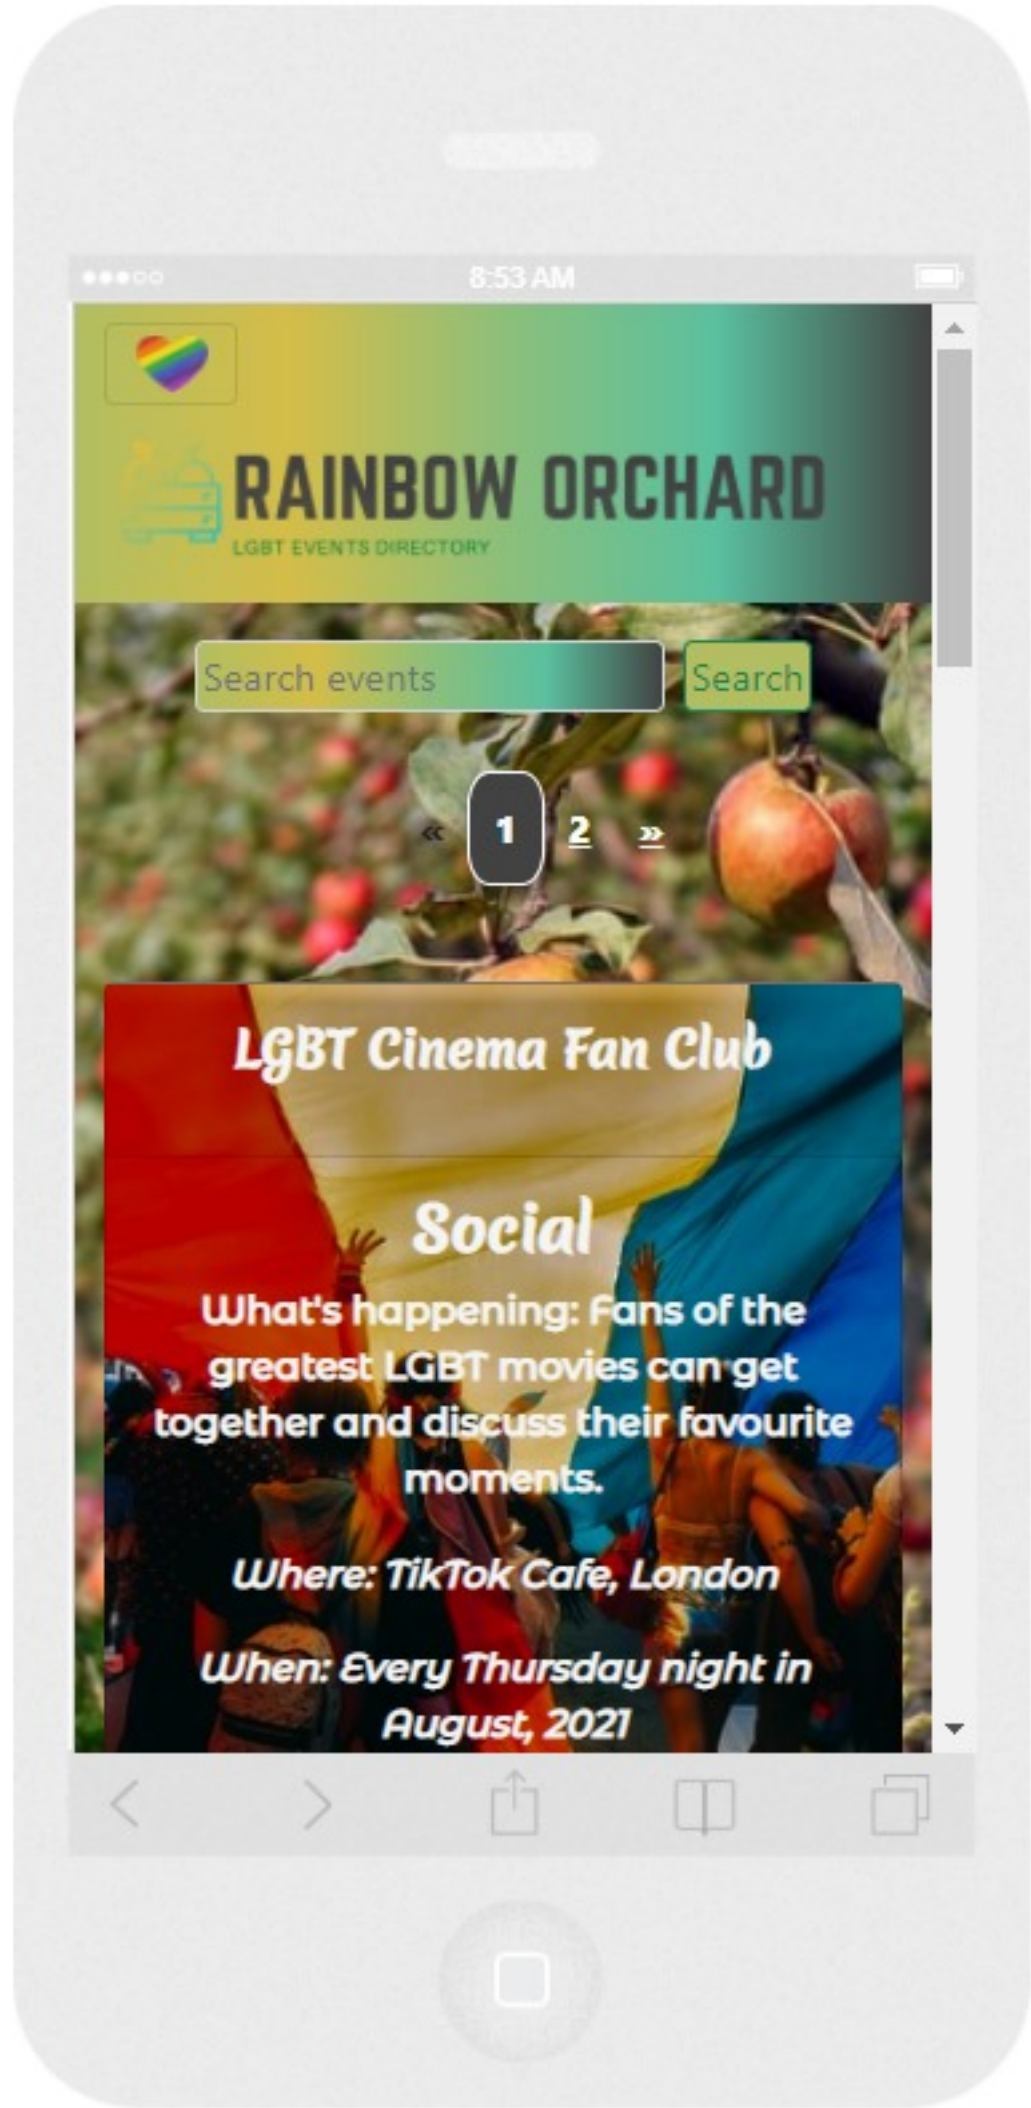 8:53 AM
RAINBOW ORCHARD
LGBT EVENTS DIRECTORY
Search events Search
« 1 2 »
LGBT Cinema Fan Club
Social
What's happening: Fans of the
greatest LGBT movies can get
together and discuss their favourite
moments.
Where: TikTok Cafe, London
When: Every Thursday night in
August, 2021